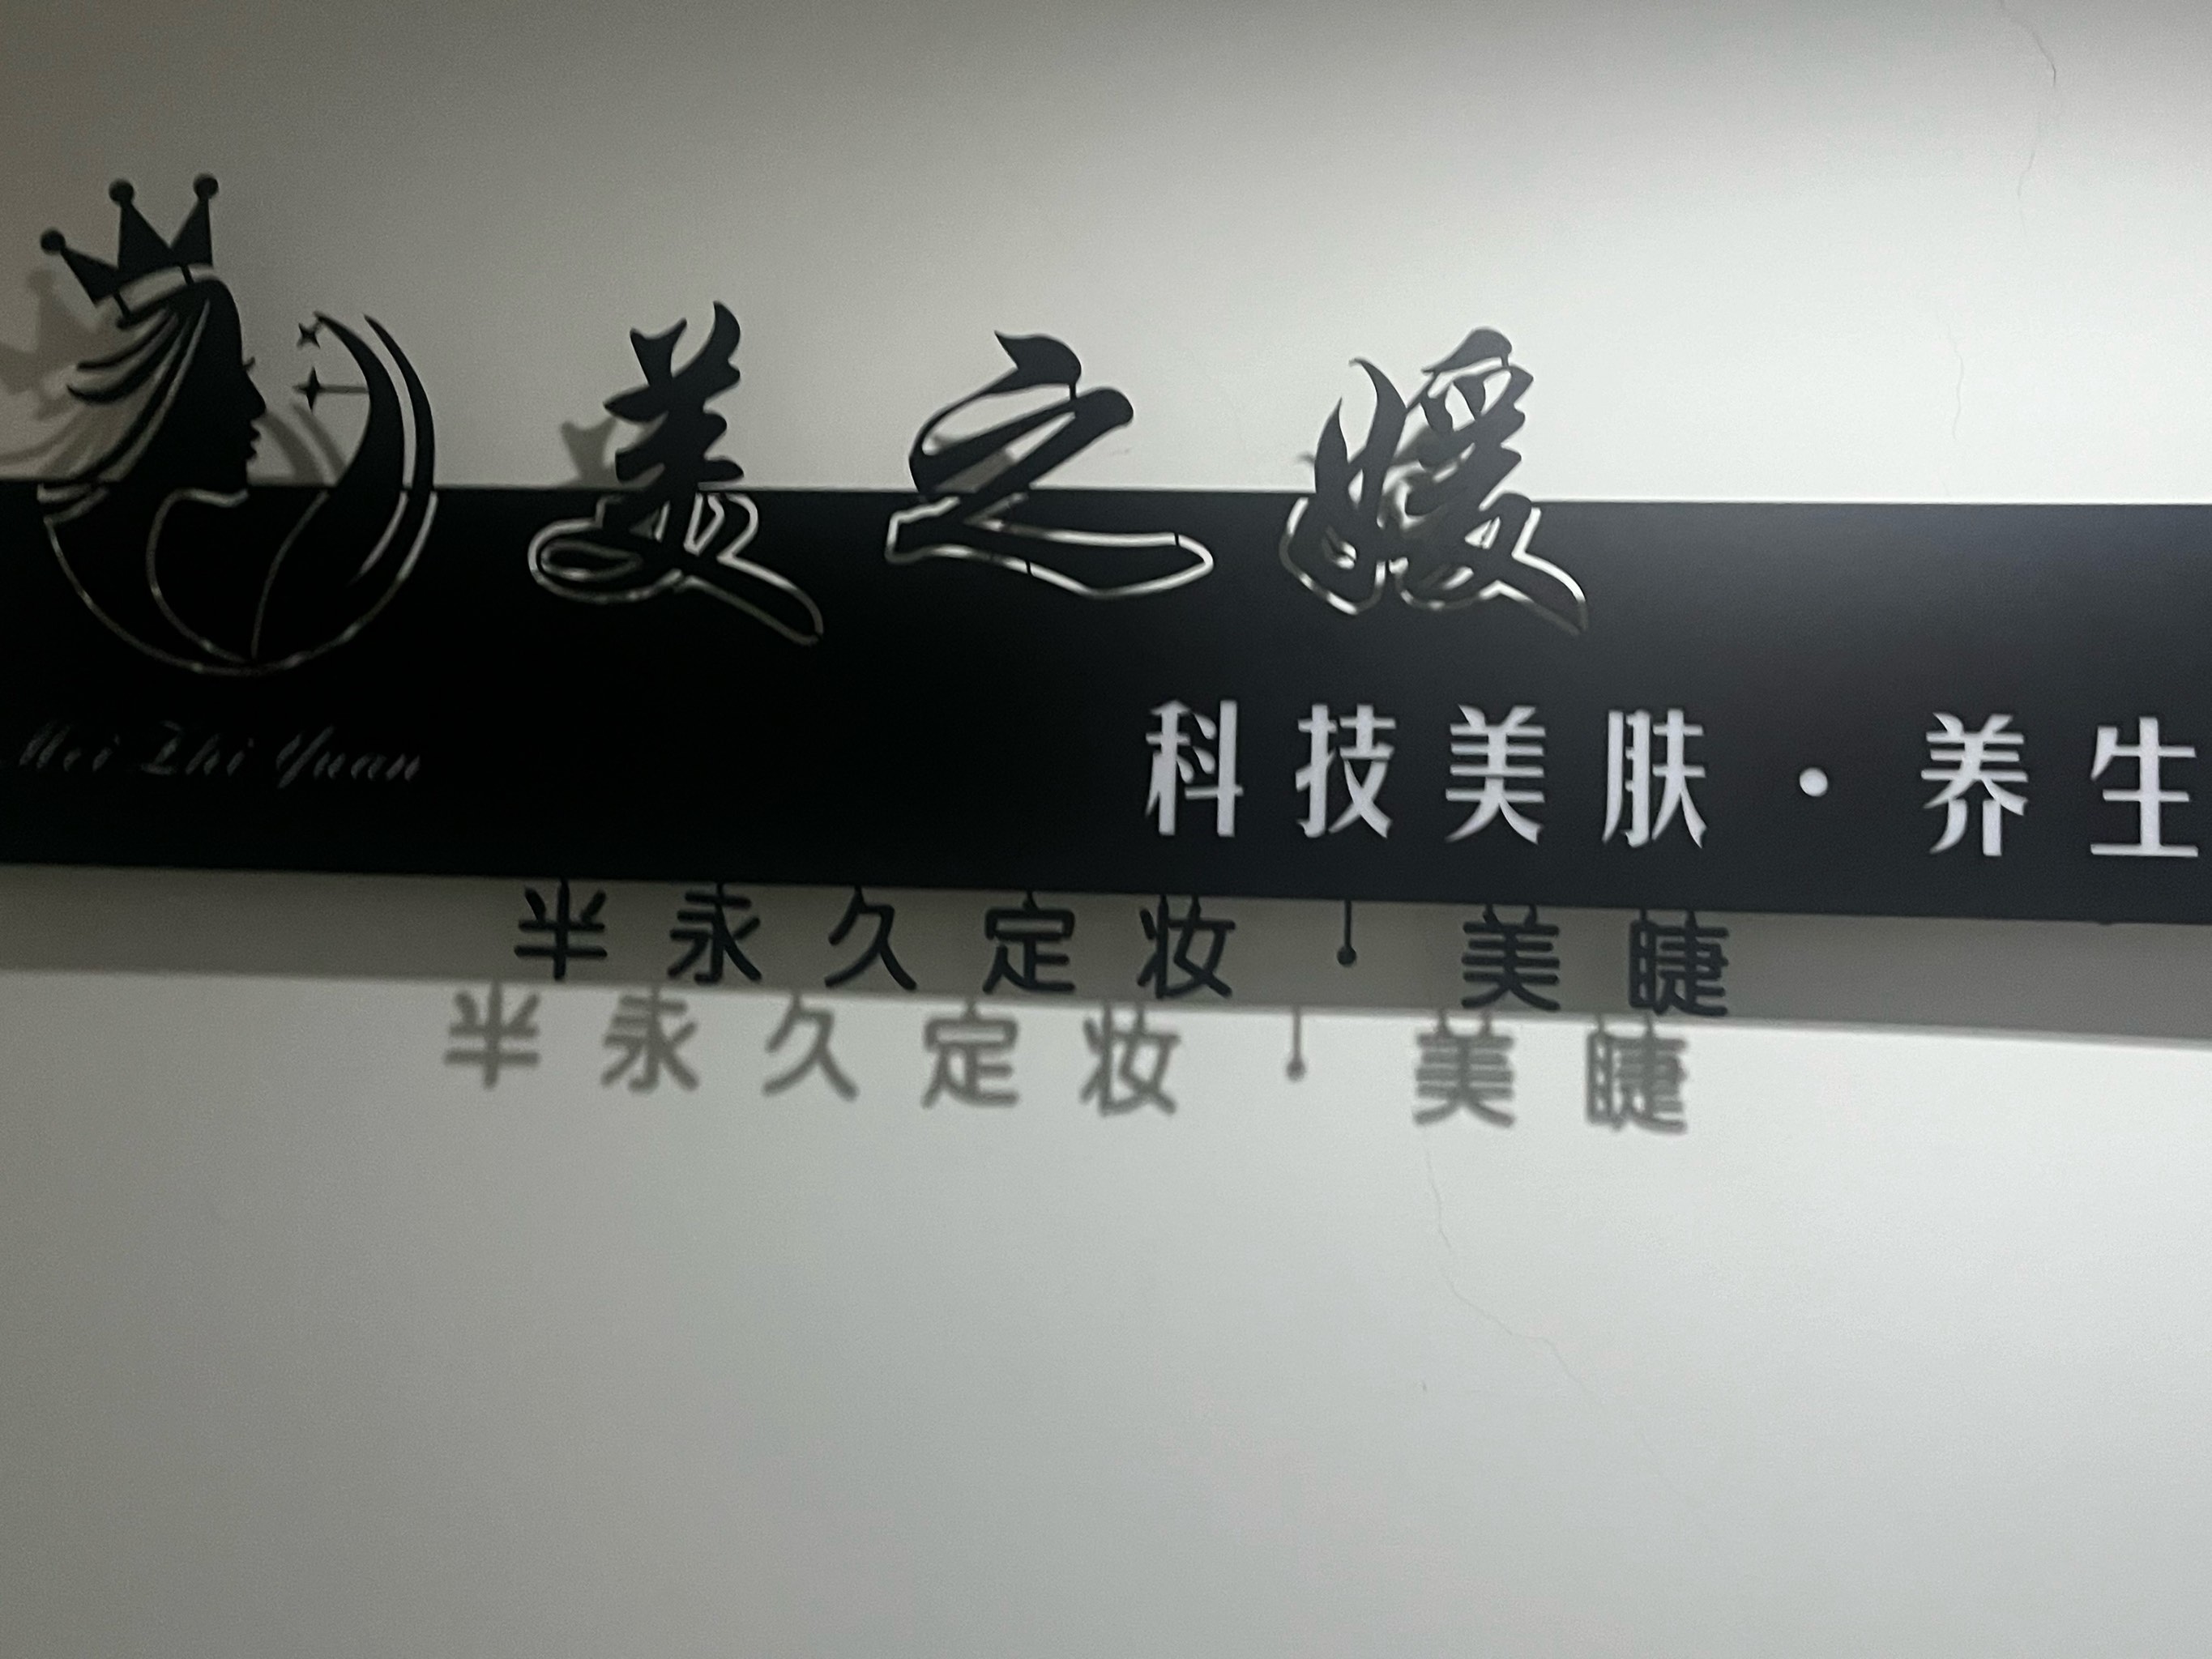 美之媛
Mei Zhi Yuan
科技美肤·养生
半永久定妆·美睫